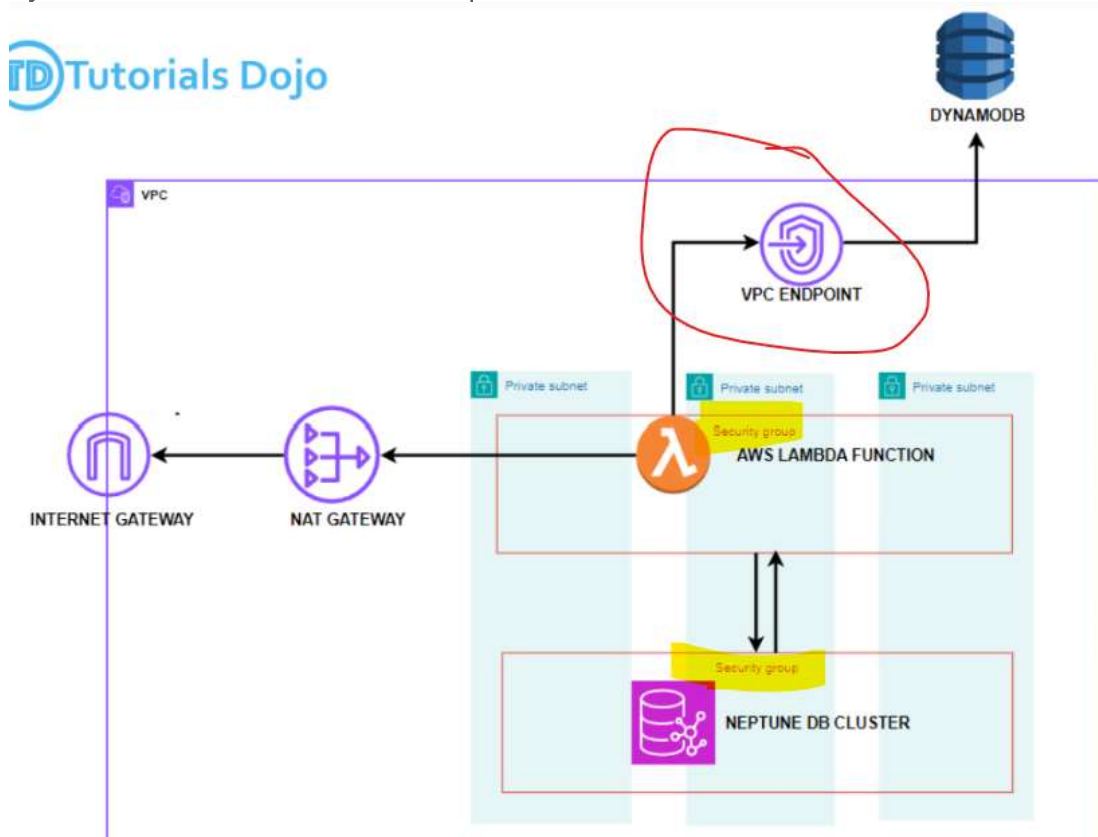 TD Tutorials Dojo
DYNAMODB
VPC
VPC ENDPOINT
Private subnet
Private subnet
Private subnet
Security group
AWS LAMBDA FUNCTION
INTERNET GATEWAY
NAT GATEWAY
Security group
NEPTUNE DB CLUSTER